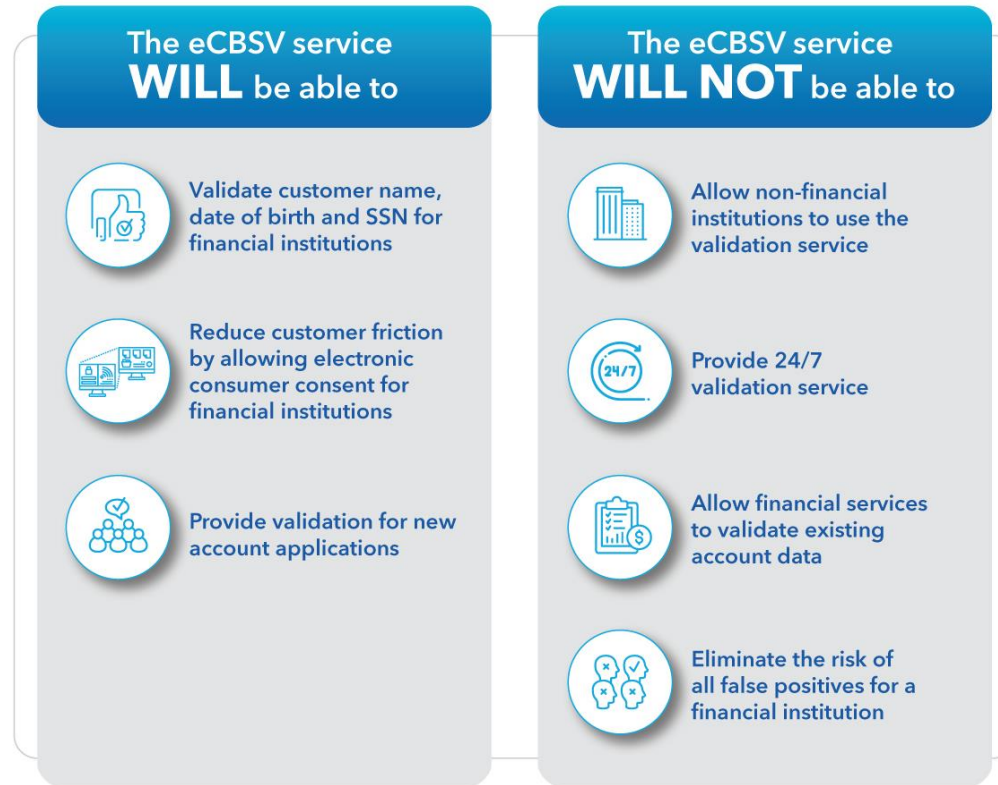 The eCBSV service
WILL be able to
Validate customer name,
date of birth and SSN for
financial institutions
Reduce customer friction
by allowing electronic
consumer consent for
financial institutions
Provide validation for new
account applications
The eCBSV service
WILL NOT be able to
Allow non-financial
institutions to use the
validation service
24/7
Provide 24/7
validation service
$
Allow financial services
to validate existing
account data
Eliminate the risk of
all false positives for a
financial institution